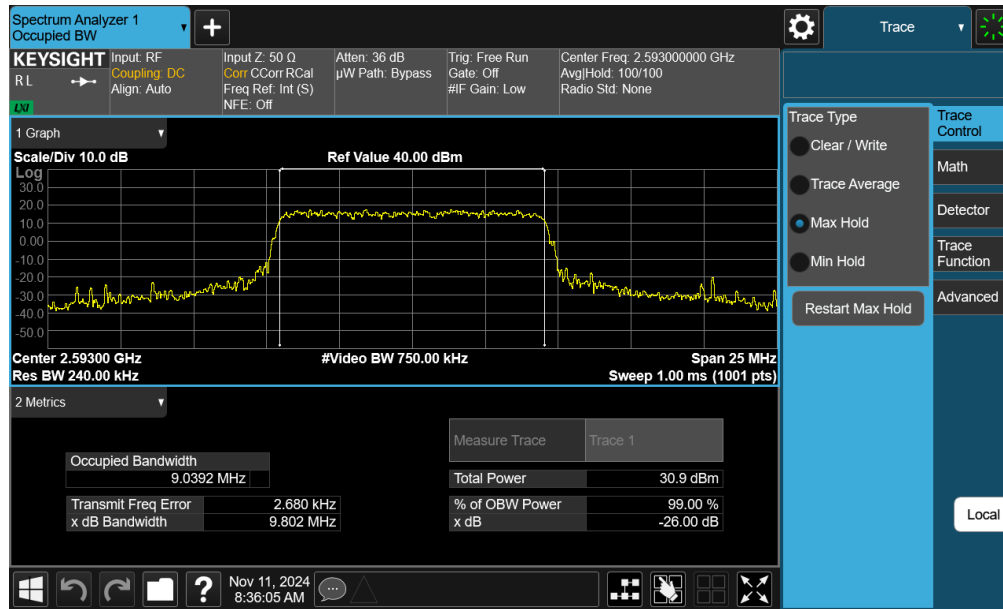 Spectrum Analyzer 1
Occupied BW
Trace
KEYSIGHT
R L
LXI
Input: RF
Coupling: DC
Align: Auto
Input Z: 50 Ω
Corr CCorr RCal
Freq Ref: Int (S)
NFE: Off
Atten: 36 dB
µW Path: Bypass
Trig: Free Run
Gate: Off
#IF Gain: Low
Center Freq: 2.593000000 GHz
Avg|Hold: 100/100
Radio Std: None
1 Graph
Scale/Div 10.0 dB
Ref Value 40.00 dBm
Log
30.0
20.0
10.0
0.00
-10.0
-20.0
-30.0
-40.0
-50.0
Center 2.59300 GHz
#Video BW 750.00 kHz
Span 25 MHz
Res BW 240.00 kHz
Sweep 1.00 ms (1001 pts)
2 Metrics
Measure Trace
Trace 1
Occupied Bandwidth
9.0392 MHz
Total Power
30.9 dBm
Transmit Freq Error
2.680 kHz
% of OBW Power
99.00 %
x dB Bandwidth
9.802 MHz
x dB
-26.00 dB
Trace Type
Clear / Write
Trace Average
Max Hold
Min Hold
Restart Max Hold
Trace
Control
Math
Detector
Trace
Function
Advanced
Local
?
Nov 11, 2024
8:36:05 AM